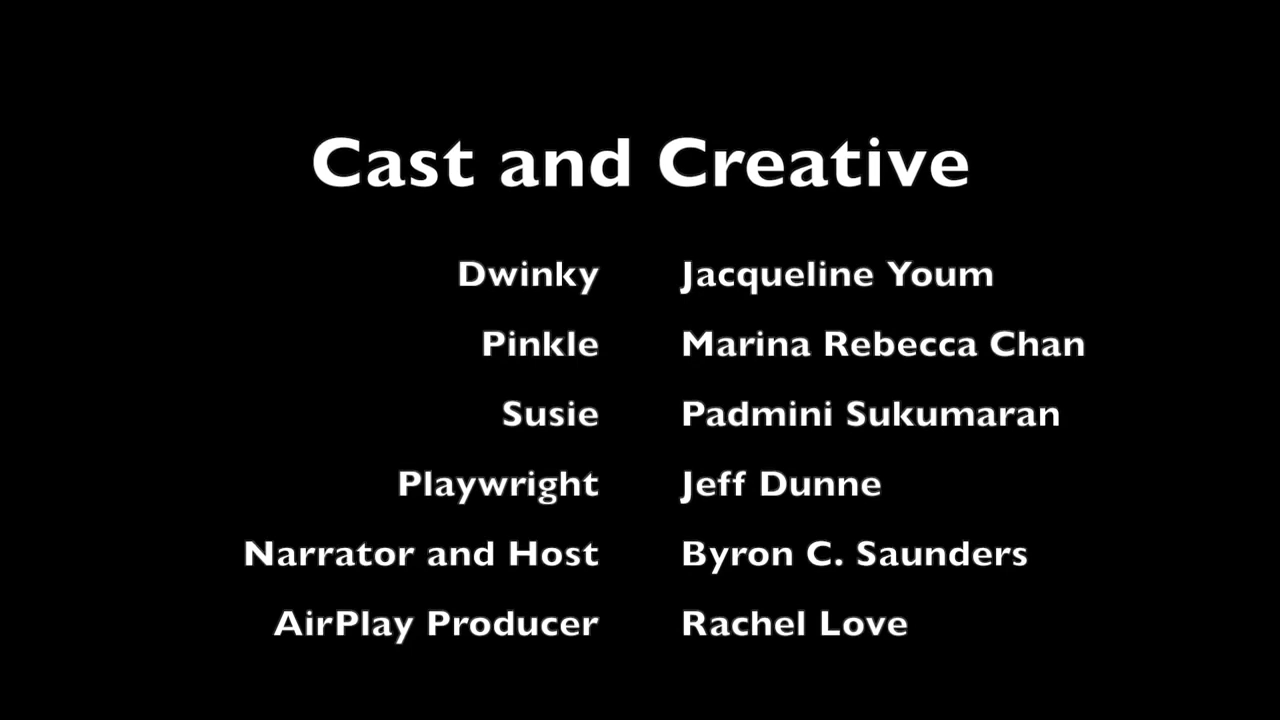 Cast and Creative
Dwinky Jacqueline Youm
Pinkle Marina Rebecca Chan
Susie Padmini Sukumaran
Playwright Jeff Dunne
Narrator and Host Byron C. Saunders
AirPlay Producer Rachel Love